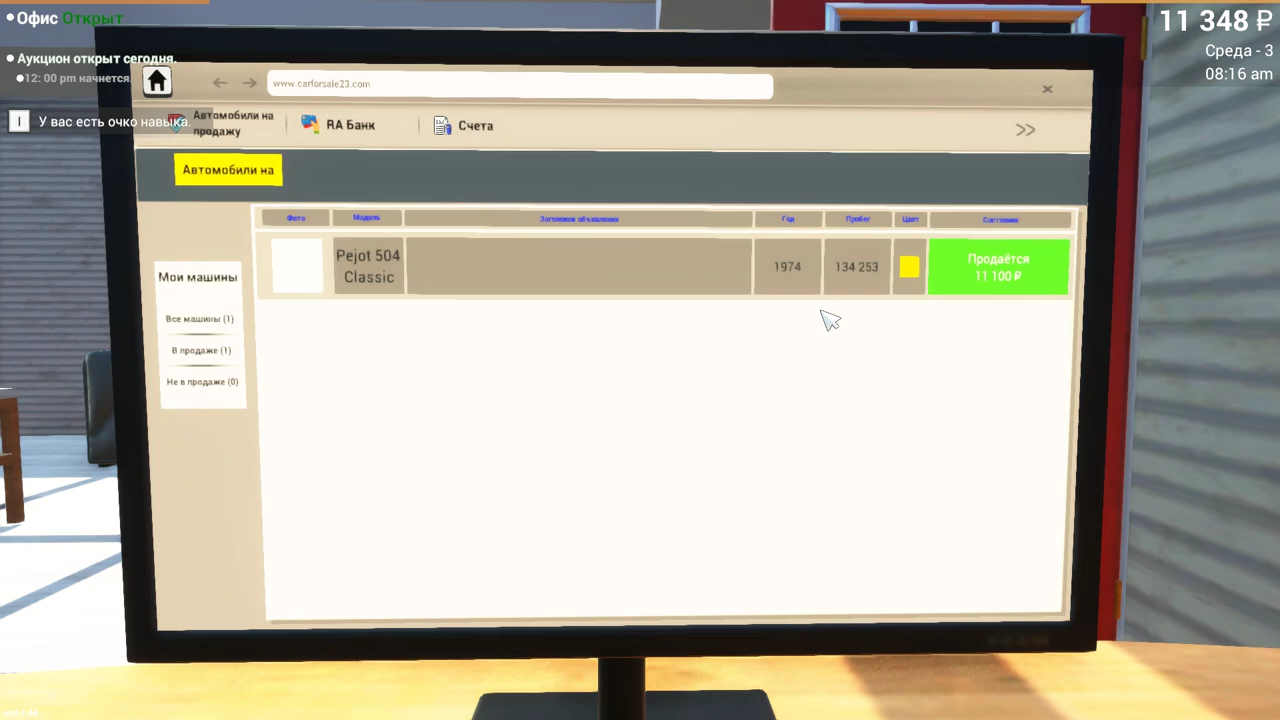 Офис Открыт
Аукцион открыт сегодня.
12: 00 pm начнется.
I У вас есть очко навыка.
11 348 ₽
Среда - 3
08:16 am
www.carforsale23.com
Автомобили на
продажу
RA Банк
Счета
>>
Автомобили на
Фото Модель Заголовок объявления Год Пробег Цвет Состояние
Pejot 504
Classic
1974
134 253
Продаётся
11 100 ₽
Мои машины
Все машины (1)
В продаже (1)
Не в продаже (0)